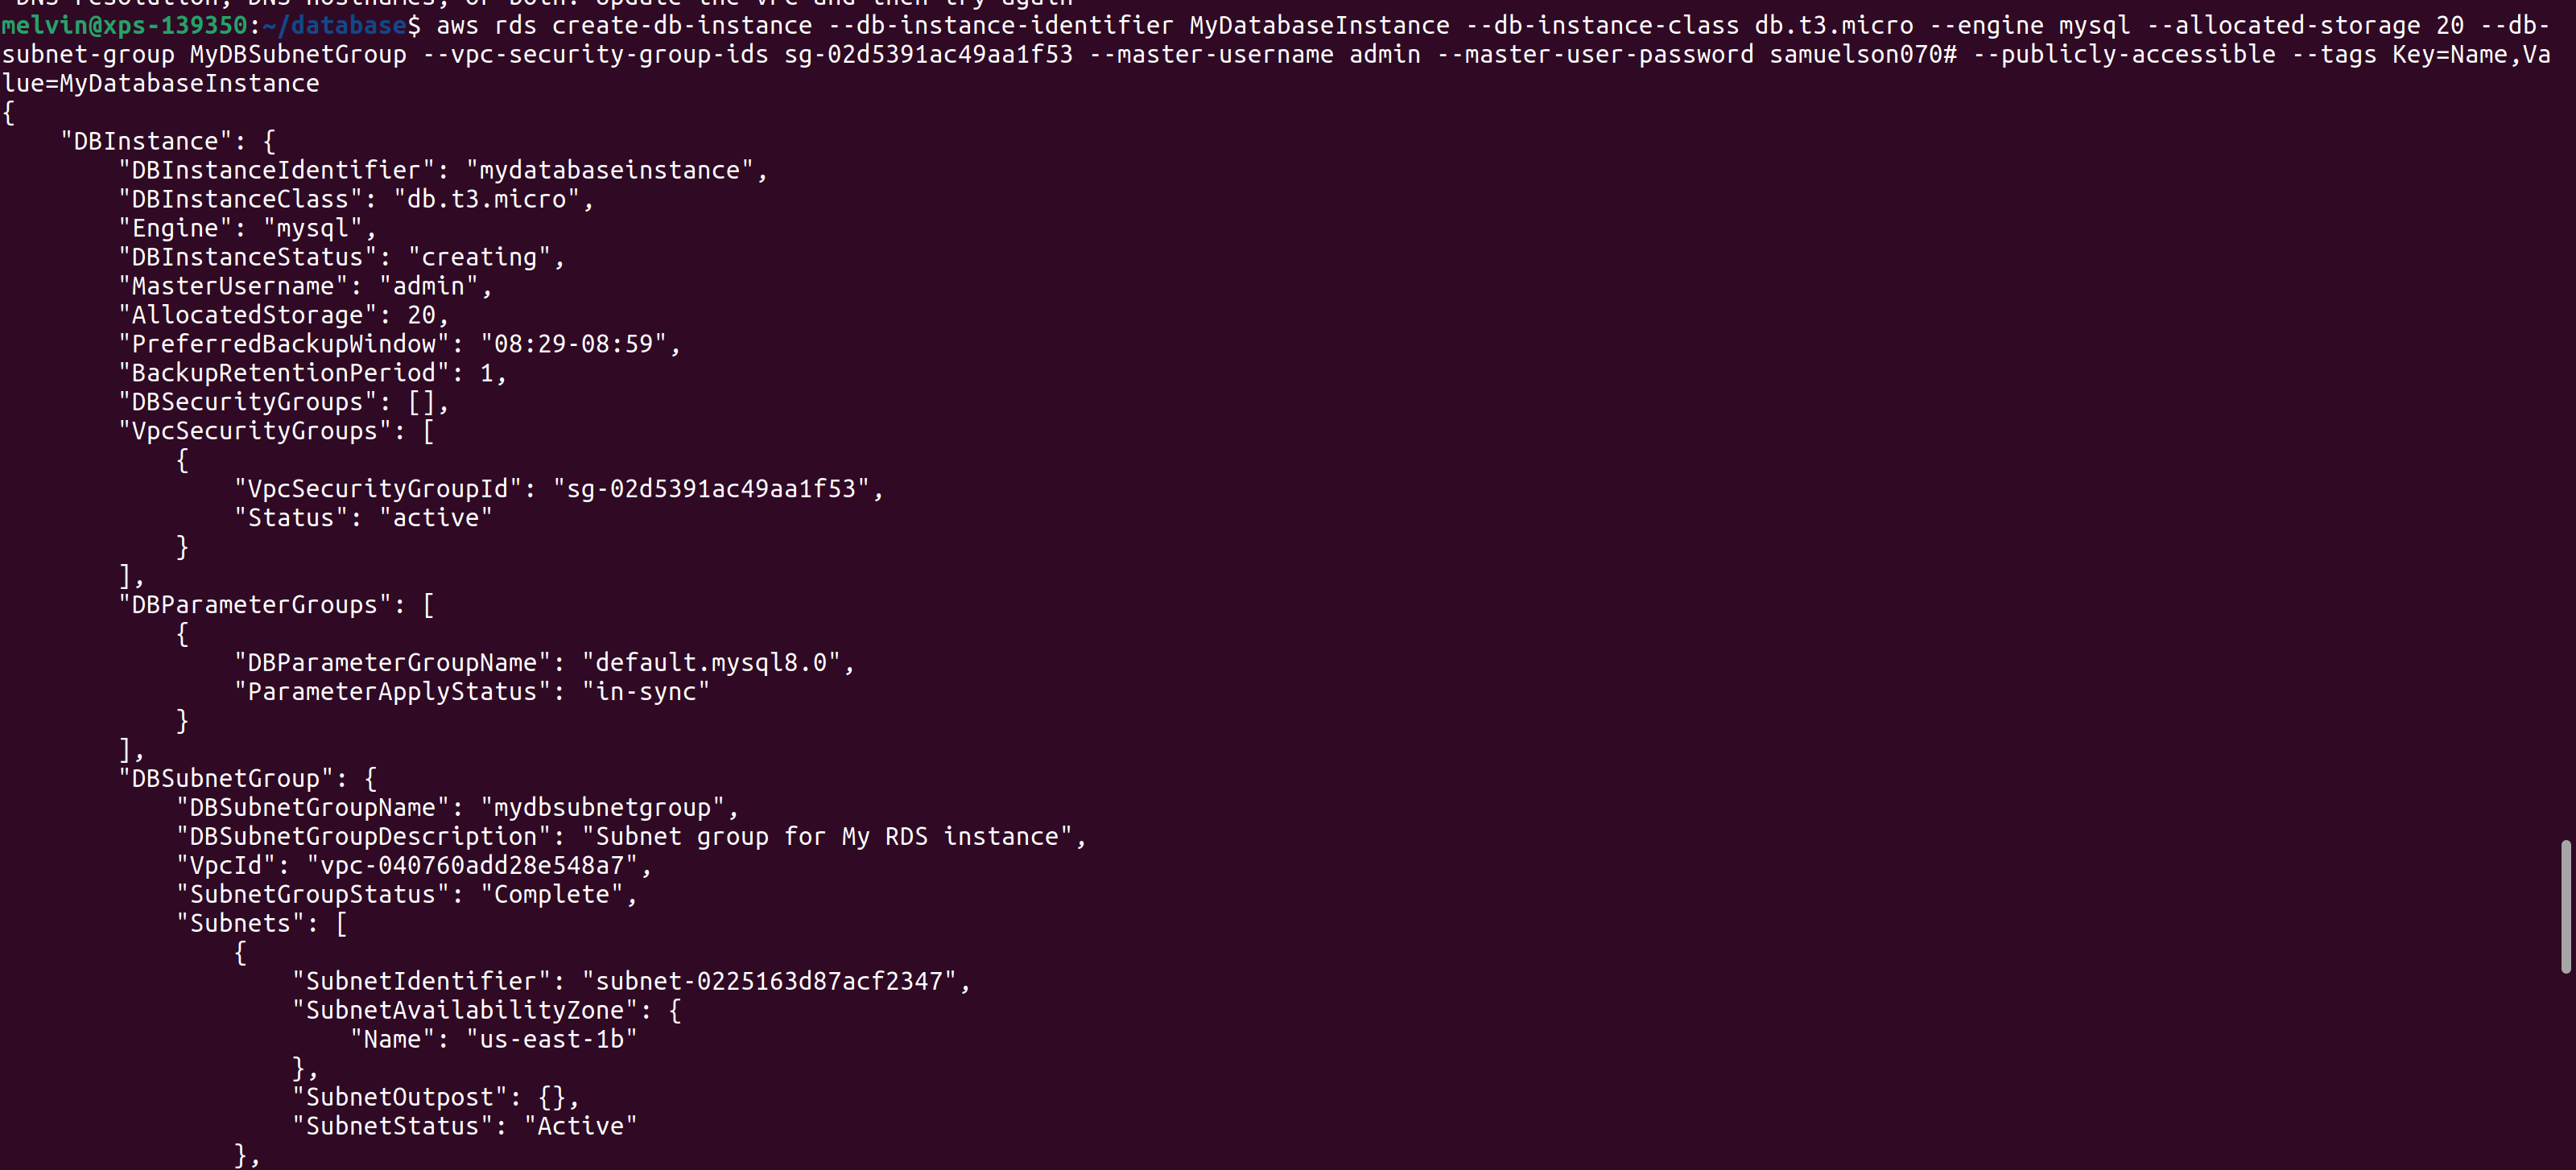 DNS resolution, DNS hostnames, or both. Update the VPC and then try again
melvin@xps-139350:~/database$ aws rds create-db-instance --db-instance-identifier MyDatabaseInstance --db-instance-class db.t3.micro --engine mysql --allocated-storage 20 --db-
subnet-group MyDBSubnetGroup --vpc-security-group-ids sg-02d5391ac49aa1f53 --master-username admin --master-user-password samuelson070# --publicly-accessible --tags Key=Name,Va
lue=MyDatabaseInstance
{
    "DBInstance": {
        "DBInstanceIdentifier": "mydatabaseinstance",
        "DBInstanceClass": "db.t3.micro",
        "Engine": "mysql",
        "DBInstanceStatus": "creating",
        "MasterUsername": "admin",
        "AllocatedStorage": 20,
        "PreferredBackupWindow": "08:29-08:59",
        "BackupRetentionPeriod": 1,
        "DBSecurityGroups": [],
        "VpcSecurityGroups": [
            {
                "VpcSecurityGroupId": "sg-02d5391ac49aa1f53",
                "Status": "active"
            }
        ],
        "DBParameterGroups": [
            {
                "DBParameterGroupName": "default.mysql8.0",
                "ParameterApplyStatus": "in-sync"
            }
        ],
        "DBSubnetGroup": {
            "DBSubnetGroupName": "mydbsubnetgroup",
            "DBSubnetGroupDescription": "Subnet group for My RDS instance",
            "VpcId": "vpc-040760add28e548a7",
            "SubnetGroupStatus": "Complete",
            "Subnets": [
                {
                    "SubnetIdentifier": "subnet-0225163d87acf2347",
                    "SubnetAvailabilityZone": {
                        "Name": "us-east-1b"
                    },
                    "SubnetOutpost": {},
                    "SubnetStatus": "Active"
                },